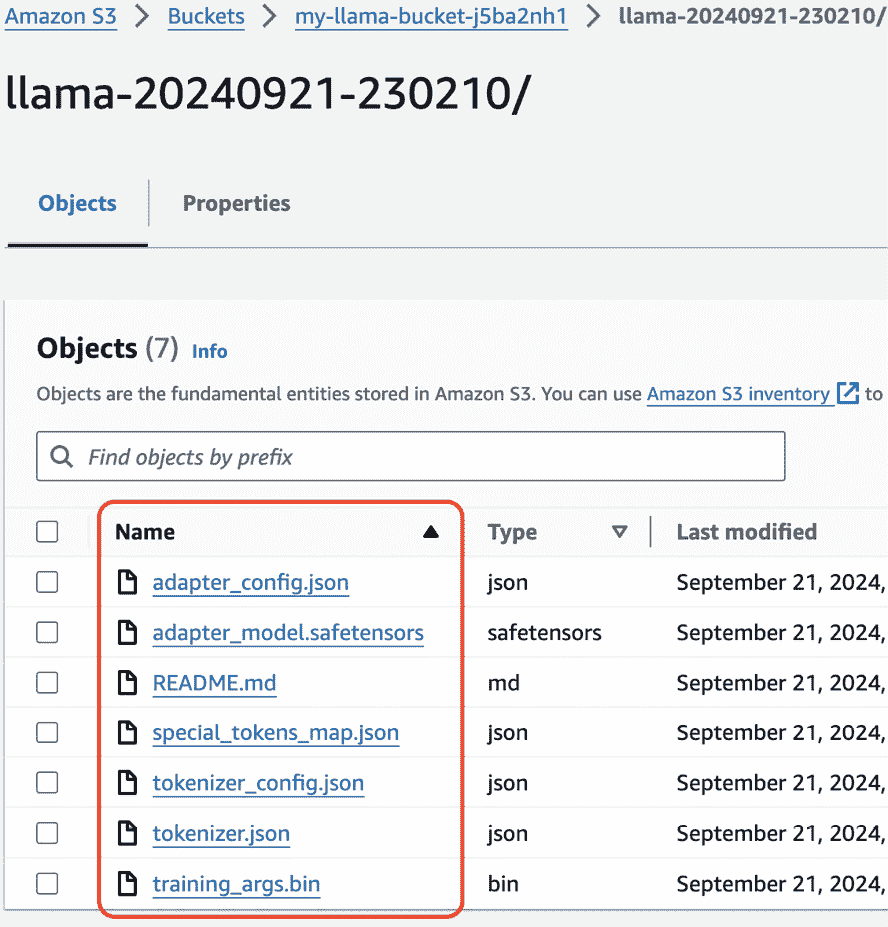 Amazon S3 > Buckets > my-llama-bucket-j5ba2nh1 > llama-20240921-230210/
llama-20240921-230210/
Objects Properties
Objects (7) Info
Objects are the fundamental entities stored in Amazon S3. You can use Amazon S3 inventory to
Find objects by prefix
Name Type Last modified
adapter_config.json json September 21, 2024,
adapter_model.safetensors safetensors September 21, 2024,
README.md md September 21, 2024,
special_tokens_map.json json September 21, 2024,
tokenizer_config.json json September 21, 2024,
tokenizer.json json September 21, 2024,
training_args.bin bin September 21, 2024,